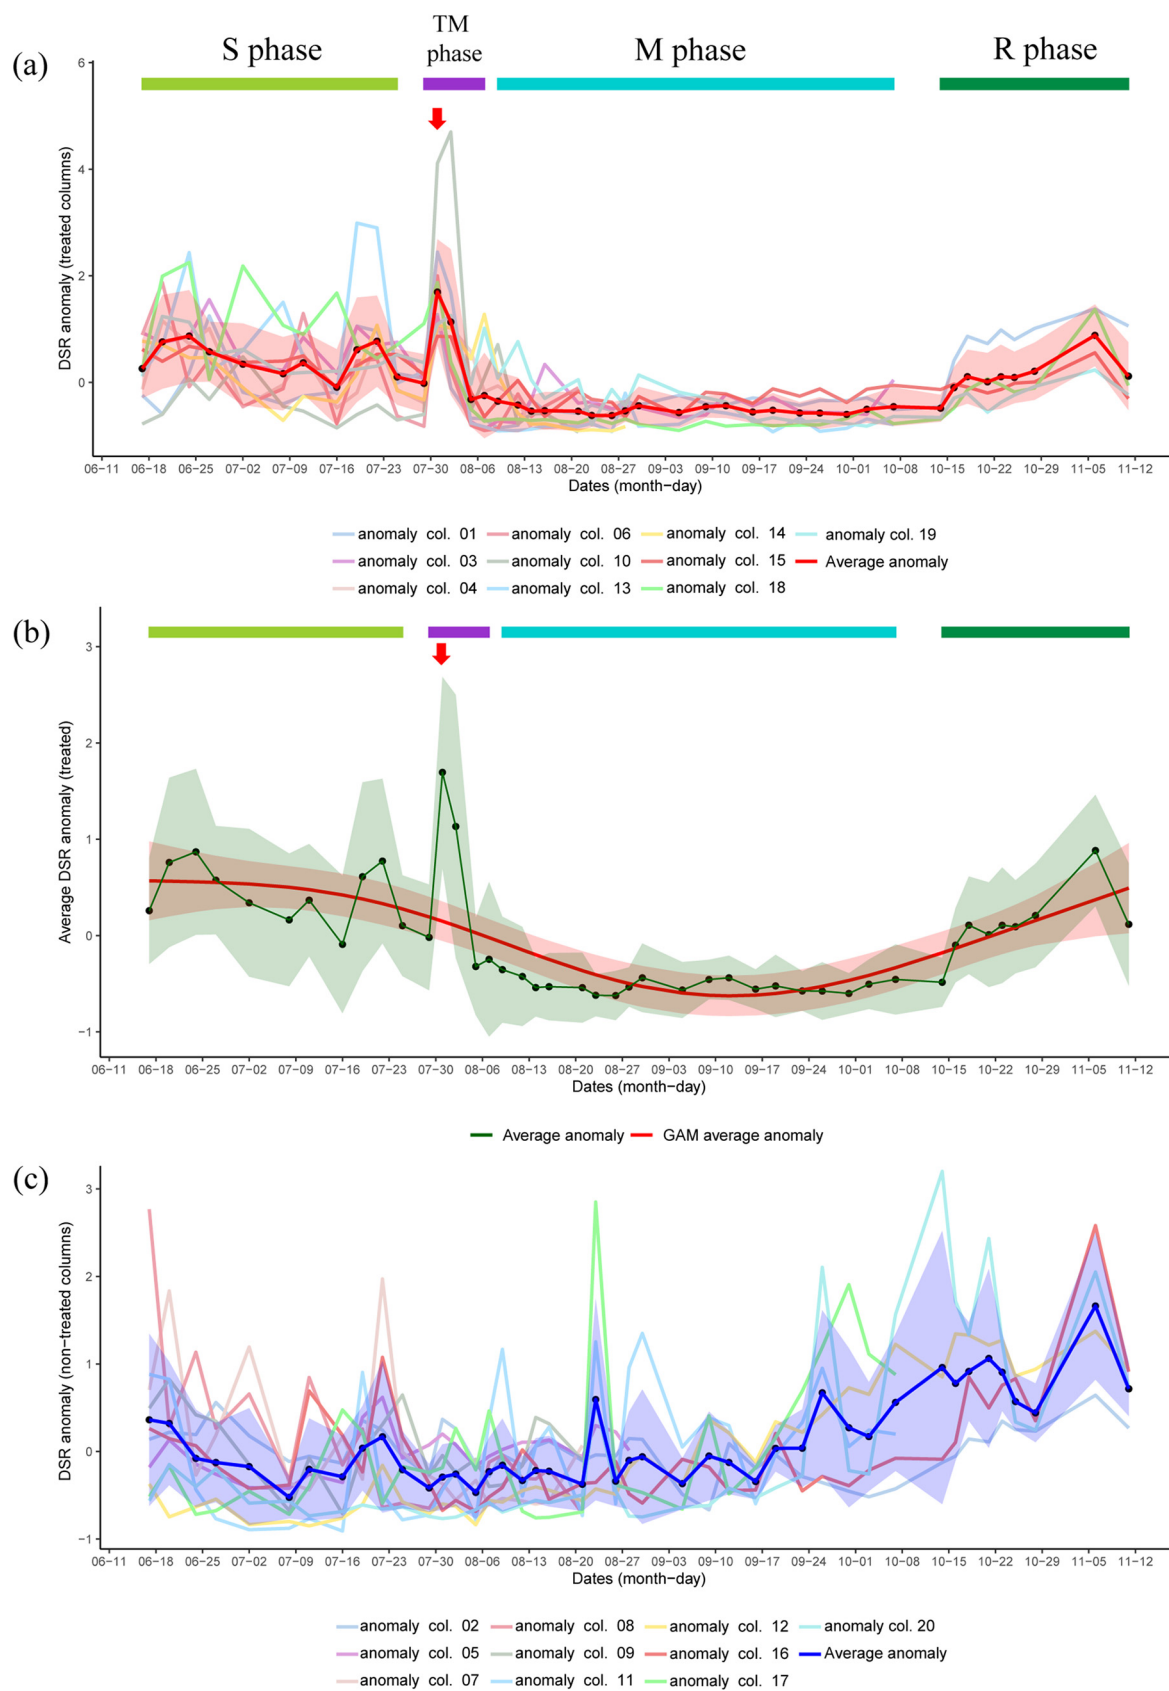 (a)
S phase
TM
phase
M phase
R phase
DSR anomaly (treated columns)
6
4
2
0
06−11 06−18 06−25 07−02 07−09 07−16 07−23 07−30 08−06 08−13 08−20 08−27 09−03 09−10 09−17 09−24 10−01 10−08 10−15 10−22 10−29 11−05 11−12
Dates (month−day)
anomaly col. 01 anomaly col. 06 anomaly col. 14 anomaly col. 19
anomaly col. 03 anomaly col. 10 anomaly col. 15 Average anomaly
anomaly col. 04 anomaly col. 13 anomaly col. 18
(b)
Average DSR anomaly (treated)
3
2
1
0
−1
06−11 06−18 06−25 07−02 07−09 07−16 07−23 07−30 08−06 08−13 08−20 08−27 09−03 09−10 09−17 09−24 10−01 10−08 10−15 10−22 10−29 11−05 11−12
Dates (month−day)
Average anomaly GAM average anomaly
(c)
DSR anomaly (non−treated columns)
3
2
1
0
−1
06−11 06−18 06−25 07−02 07−09 07−16 07−23 07−30 08−06 08−13 08−20 08−27 09−03 09−10 09−17 09−24 10−01 10−08 10−15 10−22 10−29 11−05 11−12
Dates (month−day)
anomaly col. 02 anomaly col. 08 anomaly col. 12 anomaly col. 20
anomaly col. 05 anomaly col. 09 anomaly col. 16 Average anomaly
anomaly col. 07 anomaly col. 11 anomaly col. 17